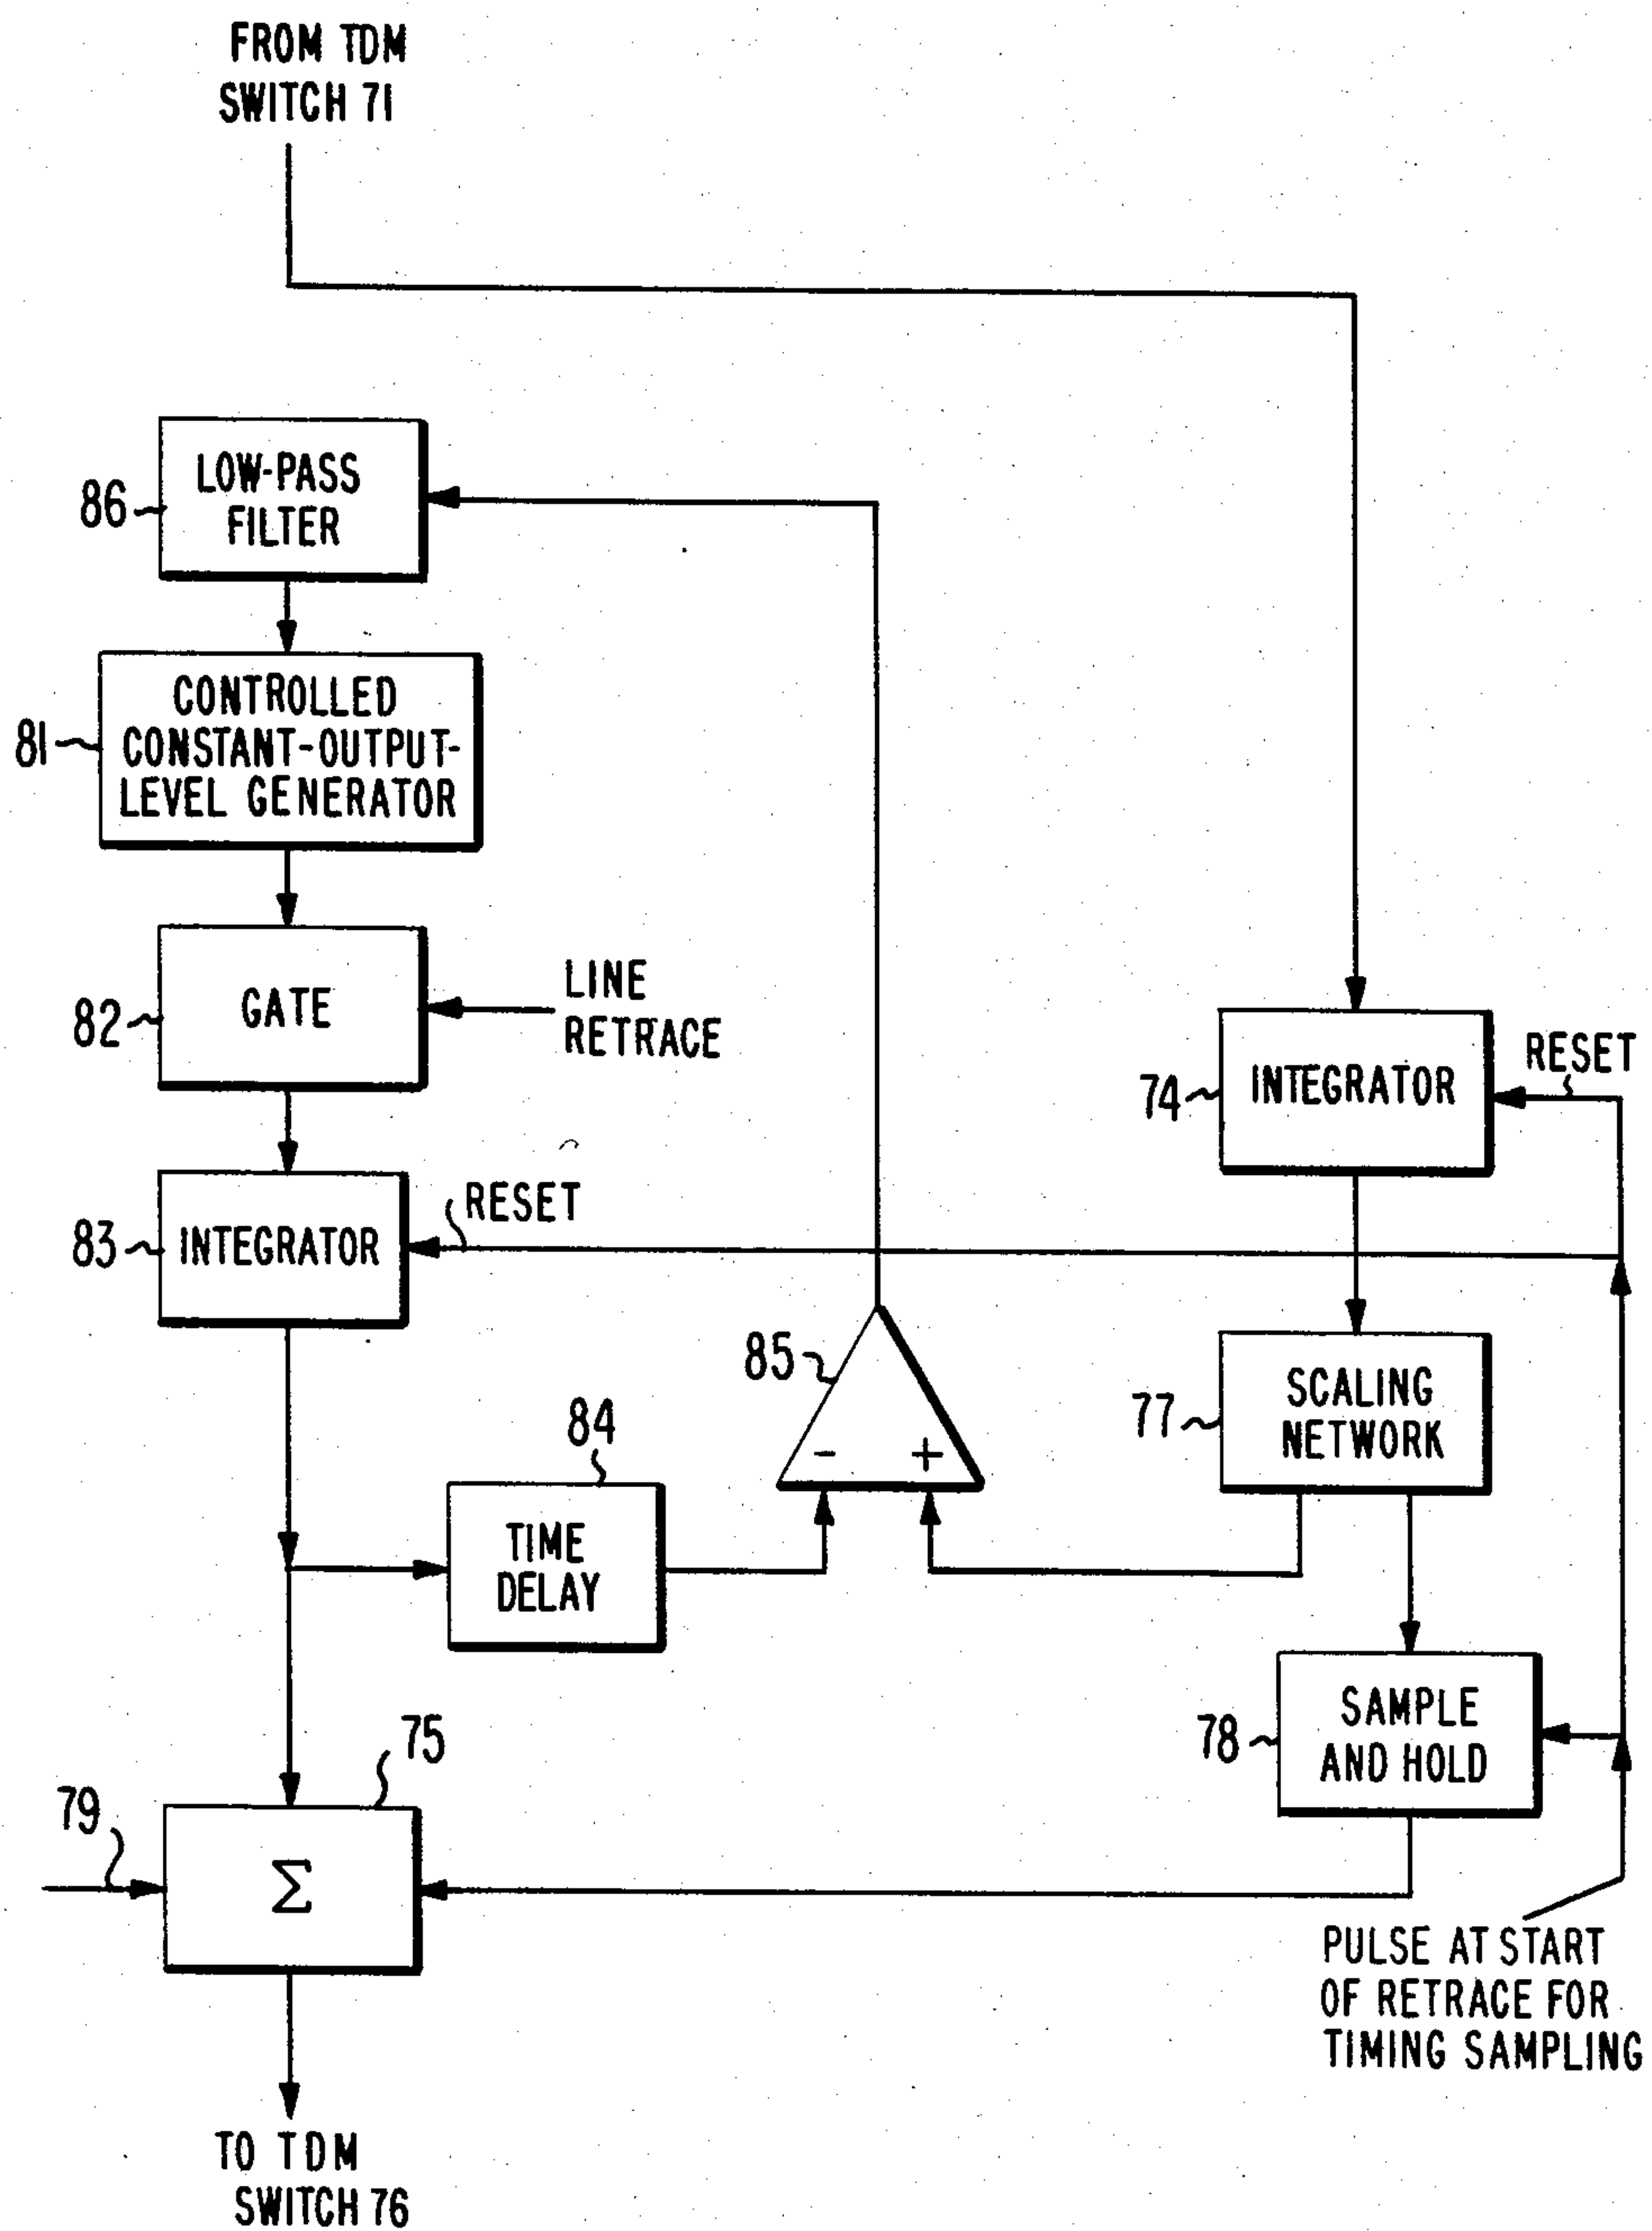 FROM TDM
SWITCH 71
86
LOW-PASS
FILTER
81
CONTROLLED
CONSTANT-OUTPUT-
LEVEL GENERATOR
82
GATE
LINE
RETRACE
74
INTEGRATOR
RESET
83
INTEGRATOR
RESET
85
- +
77
SCALING
NETWORK
84
TIME
DELAY
78
SAMPLE
AND HOLD
75
79
Σ
PULSE AT START
OF RETRACE FOR
TIMING SAMPLING
TO TDM
SWITCH 76